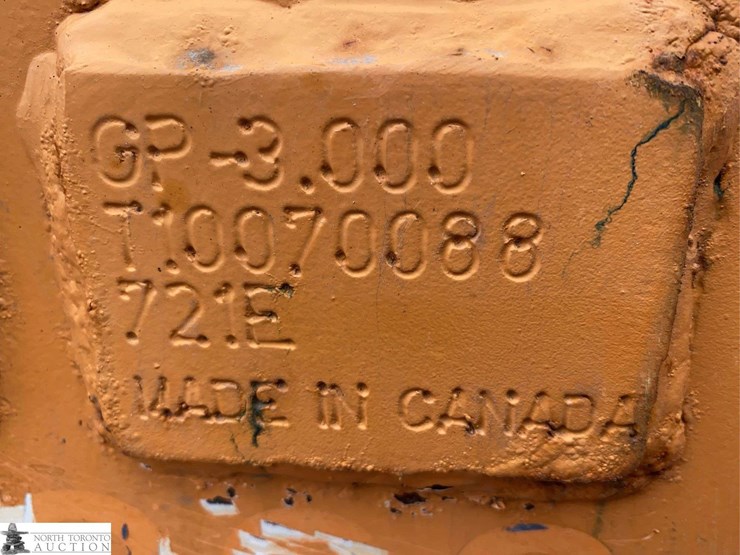 GP-3.000
T10070088
721E
MADE IN CANADA
NORTH TORONTO
AUCTION